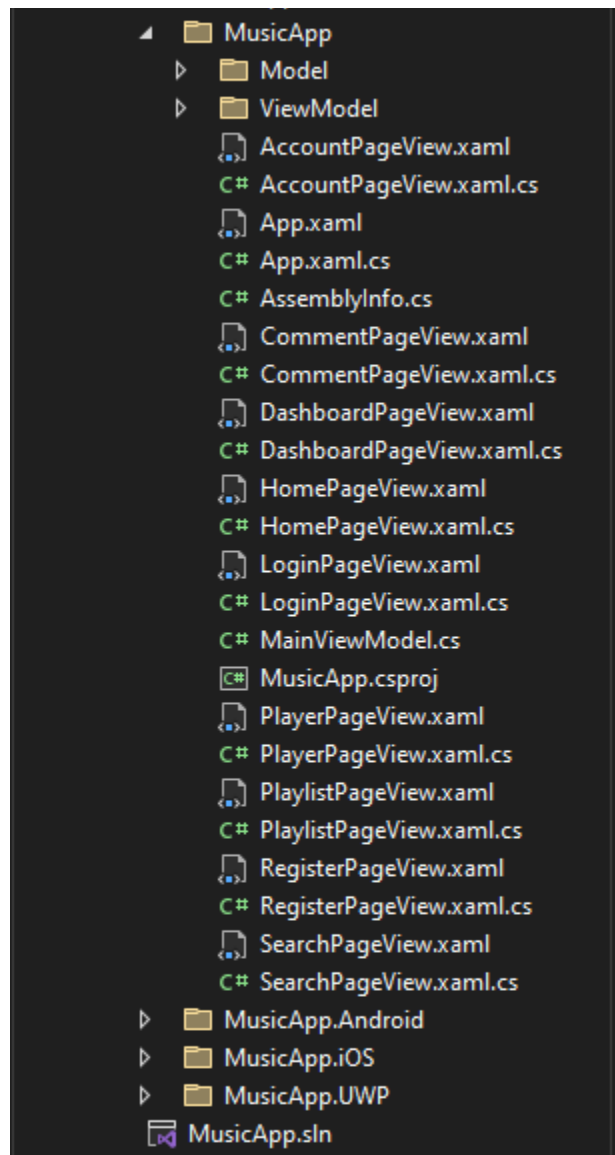 MusicApp
Model
ViewModel
AccountPageView.xaml
C# AccountPageView.xaml.cs
App.xaml
C# App.xaml.cs
C# AssemblyInfo.cs
CommentPageView.xaml
C# CommentPageView.xaml.cs
DashboardPageView.xaml
C# DashboardPageView.xaml.cs
HomePageView.xaml
C# HomePageView.xaml.cs
LoginPageView.xaml
C# LoginPageView.xaml.cs
C# MainViewModel.cs
C# MusicApp.csproj
PlayerPageView.xaml
C# PlayerPageView.xaml.cs
PlaylistPageView.xaml
C# PlaylistPageView.xaml.cs
RegisterPageView.xaml
C# RegisterPageView.xaml.cs
SearchPageView.xaml
C# SearchPageView.xaml.cs
MusicApp.Android
MusicApp.iOS
MusicApp.UWP
MusicApp.sln